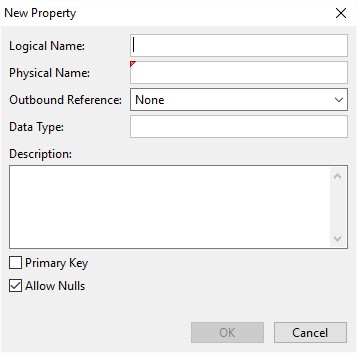 New Property
Logical Name:
Physical Name:
Outbound Reference: None
Data Type:
Description:
Primary Key
Allow Nulls
OK Cancel